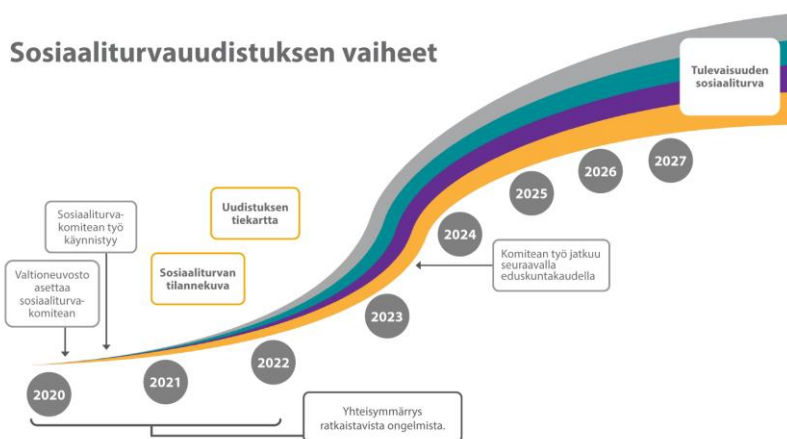 Sosiaaliturvauudistuksen vaiheet
Tulevaisuuden
sosiaaliturva
Uudistuksen
tiekartta
Sosiaaliturva-
komitean työ
käynnistyy
Valtioneuvosto
asettaa
sosiaaliturva-
komitean
Sosiaaliturvan
tilannekuva
Komitean työ jatkuu
seuraavalla
eduskuntakaudella
2020
2021
2022
2023
2024
2025
2026
2027
Yhteisymmärrys
ratkaistavista ongelmista.